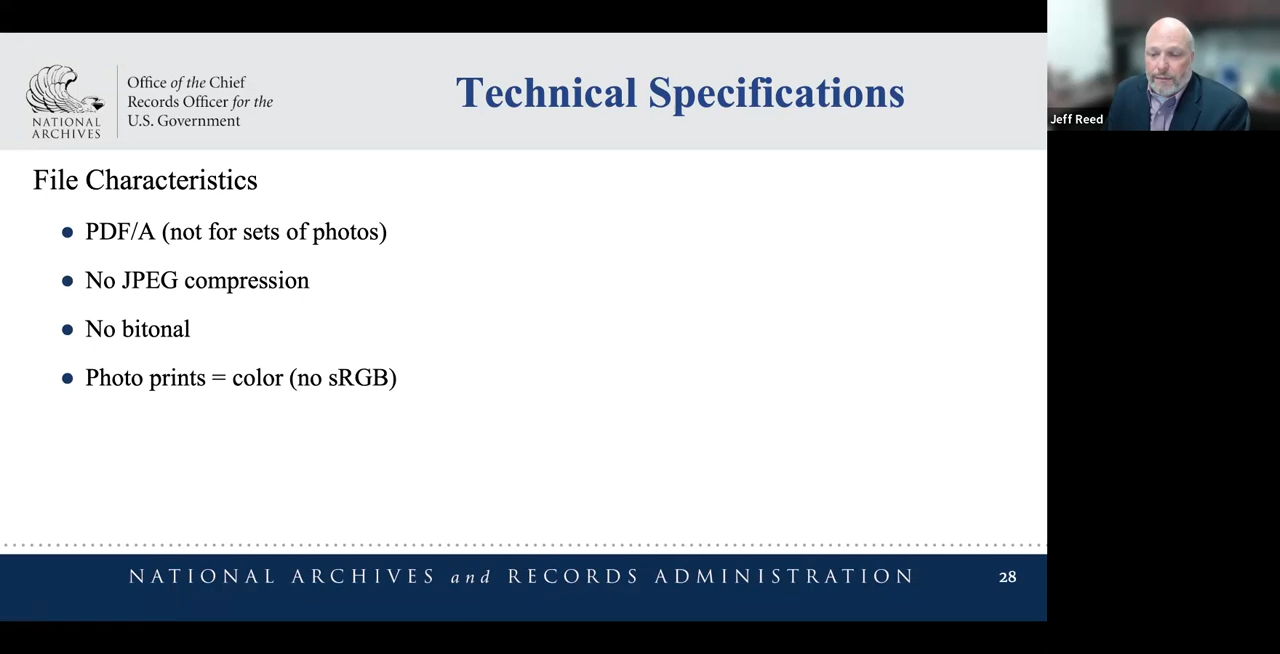 NATIONAL
ARCHIVES
Office of the Chief
Records Officer for the
U.S. Government
Technical Specifications
Jeff Reed
File Characteristics
● PDF/A (not for sets of photos)
● No JPEG compression
● No bitonal
● Photo prints = color (no sRGB)
NATIONAL ARCHIVES and RECORDS ADMINISTRATION
28